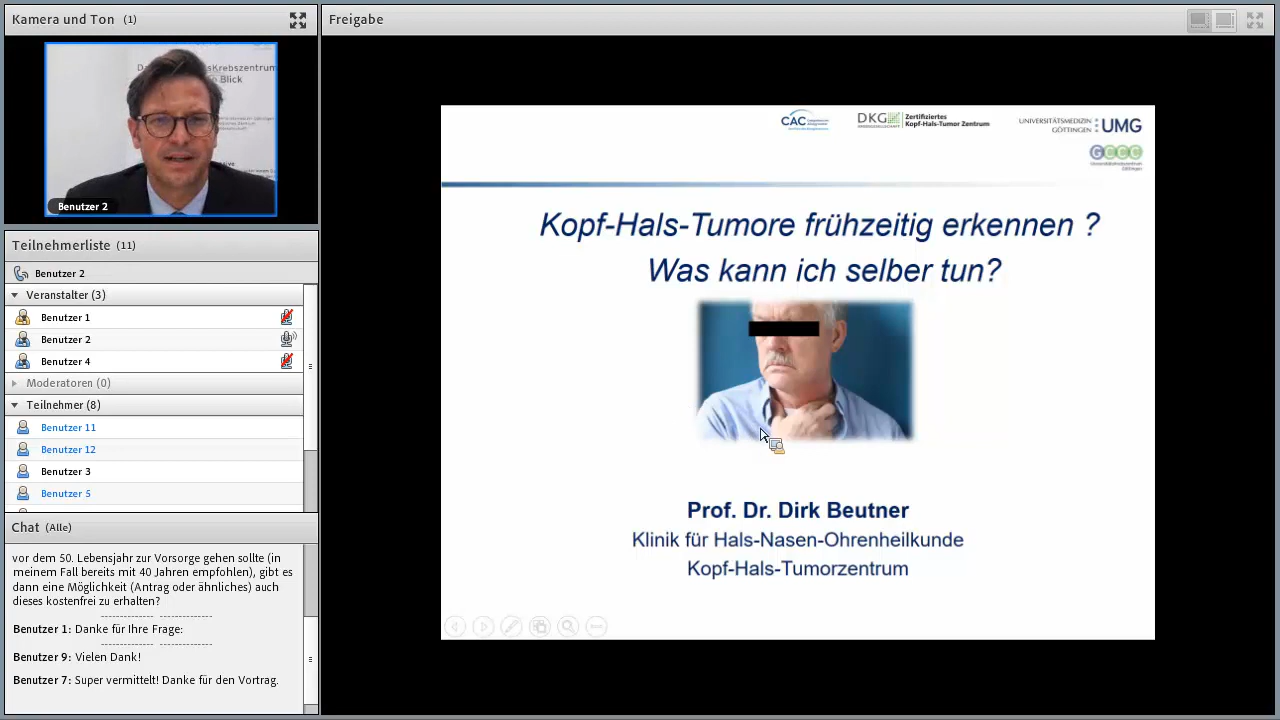 Kamera und Ton (1)
Benutzer 2
Teilnehmerliste (11)
Benutzer 2
Veranstalter (3)
Benutzer 1
Benutzer 2
Benutzer 4
Moderatoren (0)
Teilnehmer (8)
Benutzer 11
Benutzer 12
Benutzer 3
Benutzer 5
Chat (Alle)
vor dem 50. Lebensjahr zur Vorsorge gehen sollte (in
meinem Fall bereits mit 40 Jahren empfohlen), gibt es
dann eine Möglichkeit (Antrag oder ähnliches) auch
dieses kostenfrei zu erhalten?
Benutzer 1: Danke für Ihre Frage:
Benutzer 9: Vielen Dank!
Benutzer 7: Super vermittelt! Danke für den Vortrag.
Freigabe
CAC
DKG
Zertifiziertes
Kopf-Hals-Tumor Zentrum
UNIVERSITÄTSMEDIZIN
GÖTTINGEN
UMG
GCCC
Kopf-Hals-Tumore frühzeitig erkennen ?
Was kann ich selber tun?
Prof. Dr. Dirk Beutner
Klinik für Hals-Nasen-Ohrenheilkunde
Kopf-Hals-Tumorzentrum